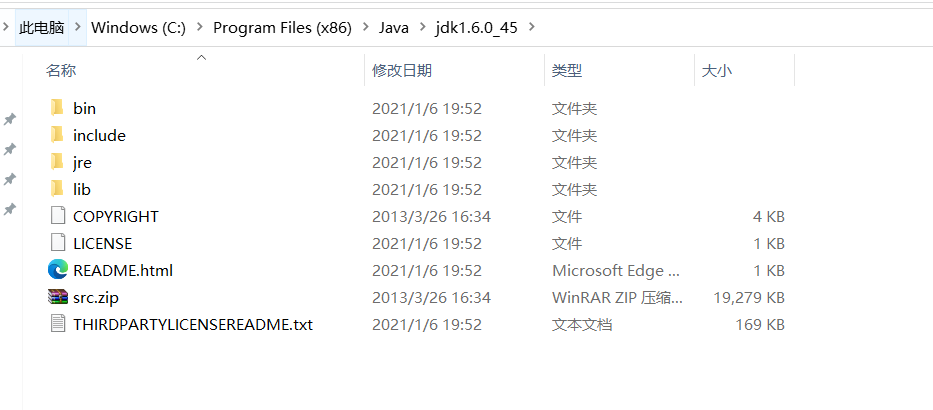 此电脑 > Windows (C:) > Program Files (x86) > Java > jdk1.6.0_45 >
名称 修改日期 类型 大小
bin 2021/1/6 19:52 文件夹
include 2021/1/6 19:52 文件夹
jre 2021/1/6 19:52 文件夹
lib 2021/1/6 19:52 文件夹
COPYRIGHT 2013/3/26 16:34 文件 4 KB
LICENSE 2021/1/6 19:52 文件 1 KB
README.html 2021/1/6 19:52 Microsoft Edge ... 1 KB
src.zip 2013/3/26 16:34 WinRAR ZIP 压缩... 19,279 KB
THIRDPARTYLICENSEREADME.txt 2021/1/6 19:52 文本文档 169 KB